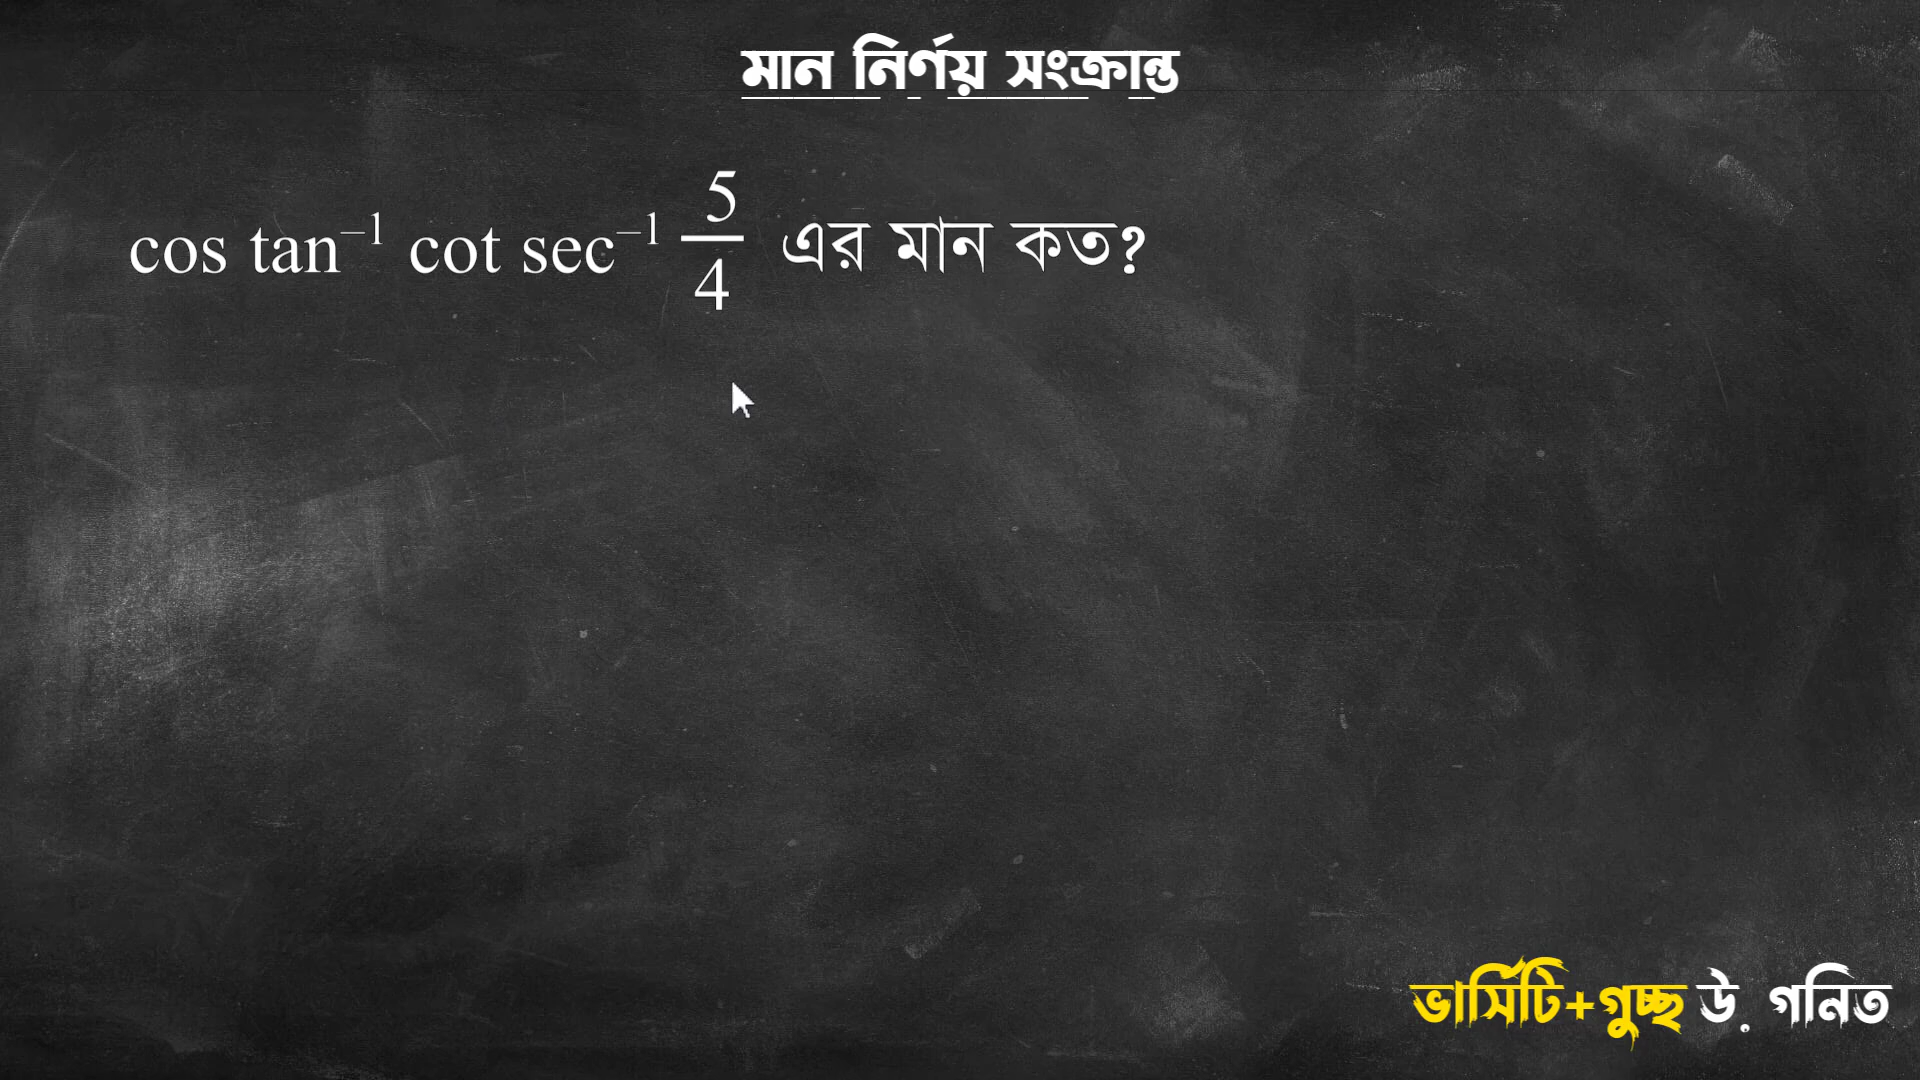 মান নির্ণয় সংক্রান্ত
cos tan⁻¹ cot sec⁻¹ 5/4 এর মান কত?
ভার্সিটি+গুচ্ছ উ. গনিত